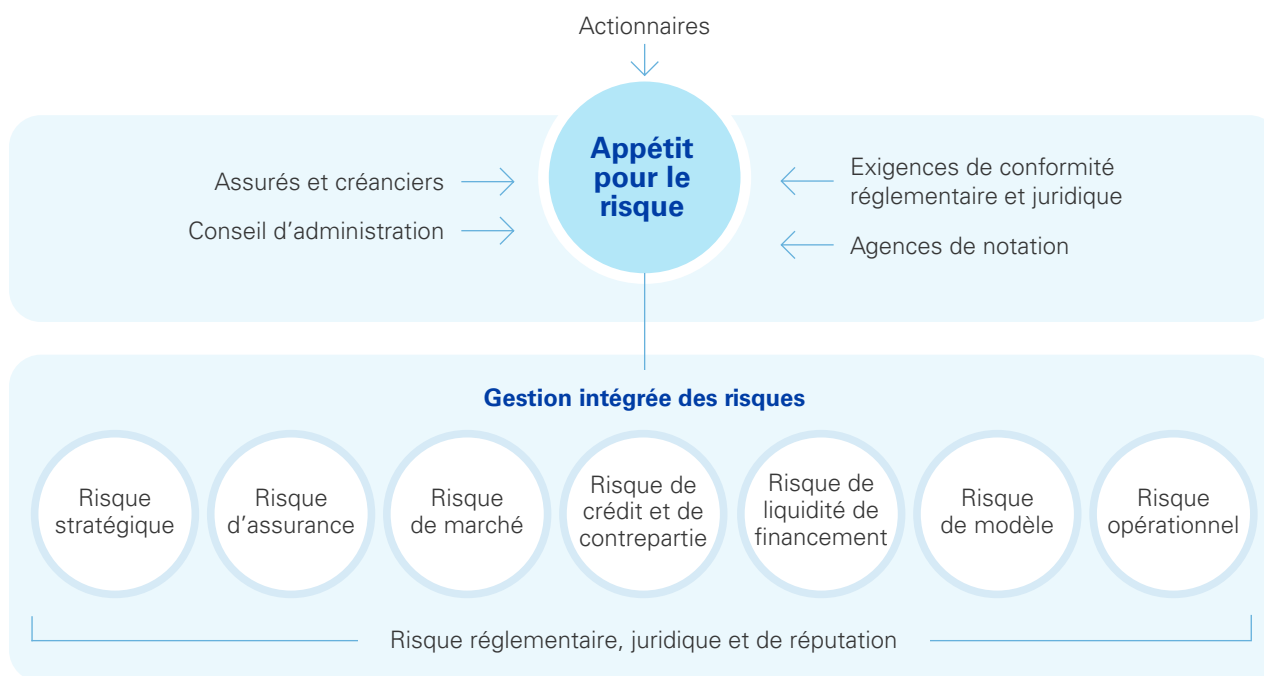 Actionnaires
Appétit
pour le
risque
Assurés et créanciers
Conseil d'administration
Exigences de conformité
réglementaire et juridique
Agences de notation
Gestion intégrée des risques
Risque
stratégique
Risque
d'assurance
Risque
de marché
Risque de
crédit et de
contrepartie
Risque de
liquidité de
financement
Risque
de modèle
Risque
opérationnel
Risque réglementaire, juridique et de réputation